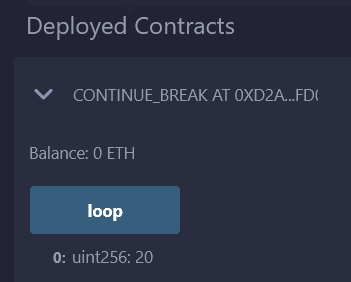 Deployed Contracts
CONTINUE_BREAK AT 0XD2A...FD
Balance: 0 ETH
loop
0: uint256: 20